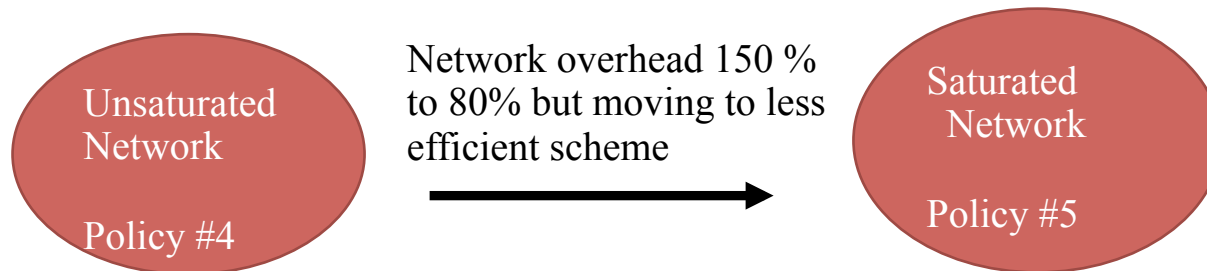 Unsaturated
Network
Policy #4
Network overhead 150 %
to 80% but moving to less
efficient scheme
Saturated
Network
Policy #5